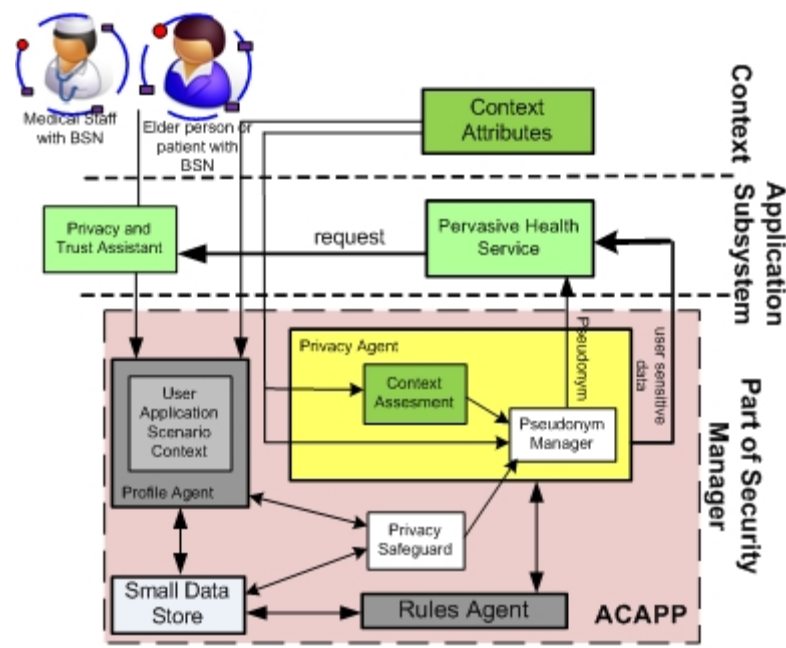 Medical Staff
with BSN
Elder person or
patient with
BSN
Context
Attributes
Context
Privacy and
Trust Assistant
request
Pervasive Health
Service
Application
Subsystem
Privacy Agent
Context
Assesment
Pseudonym
user sensitive
data
Pseudonym
Manager
User
Application
Scenario
Context
Profile Agent
Privacy
Safeguard
Small Data
Store
Rules Agent
ACAPP
Part of Security
Manager